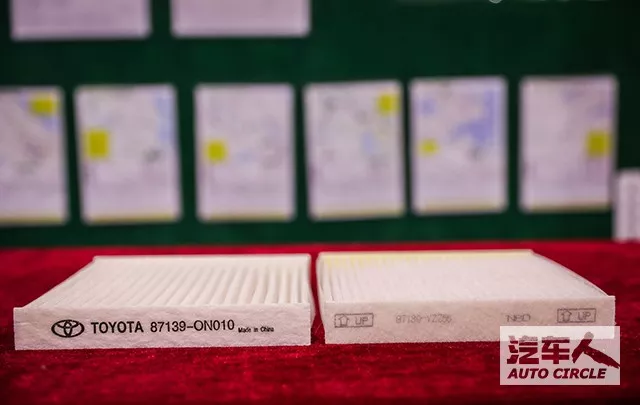 TOYOTA 87139-ON010 Made in China
UP UP
汽车人
AUTO CIRCLE